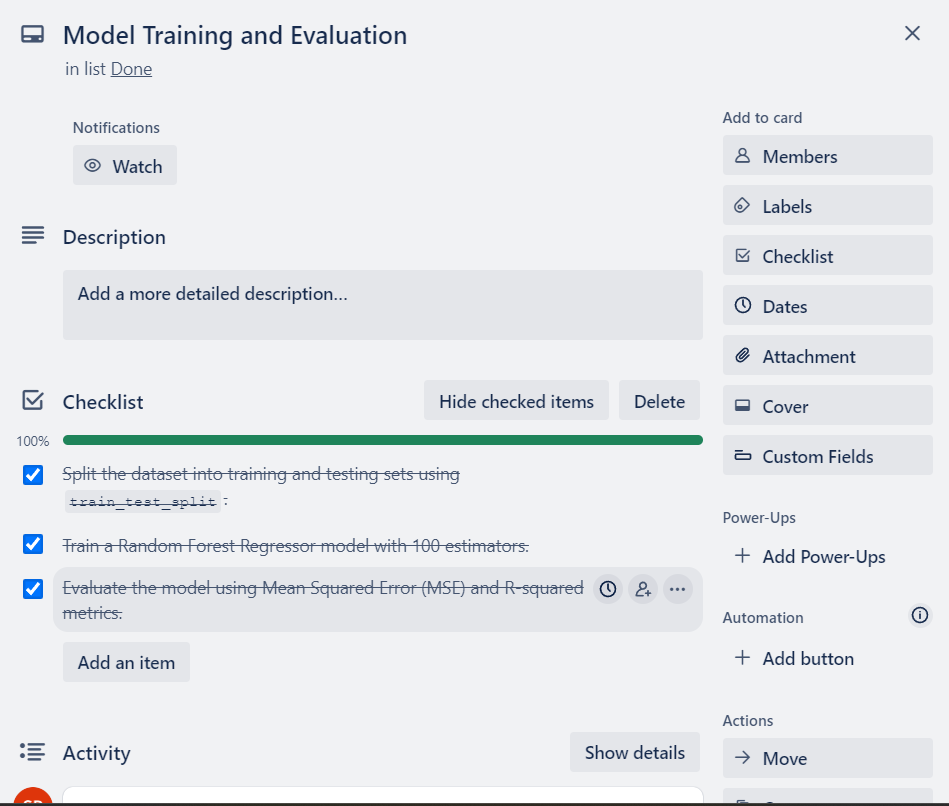 Model Training and Evaluation
in list Done
Notifications
Watch
Description
Add a more detailed description...
Checklist
Hide checked items
Delete
100%
Split the dataset into training and testing sets using
train_test_split .
Train a Random Forest Regressor model with 100 estimators.
Evaluate the model using Mean Squared Error (MSE) and R-squared
metrics.
Add an item
Activity
Show details
Add to card
Members
Labels
Checklist
Dates
Attachment
Cover
Custom Fields
Power-Ups
Add Power-Ups
Automation
Add button
Actions
Move